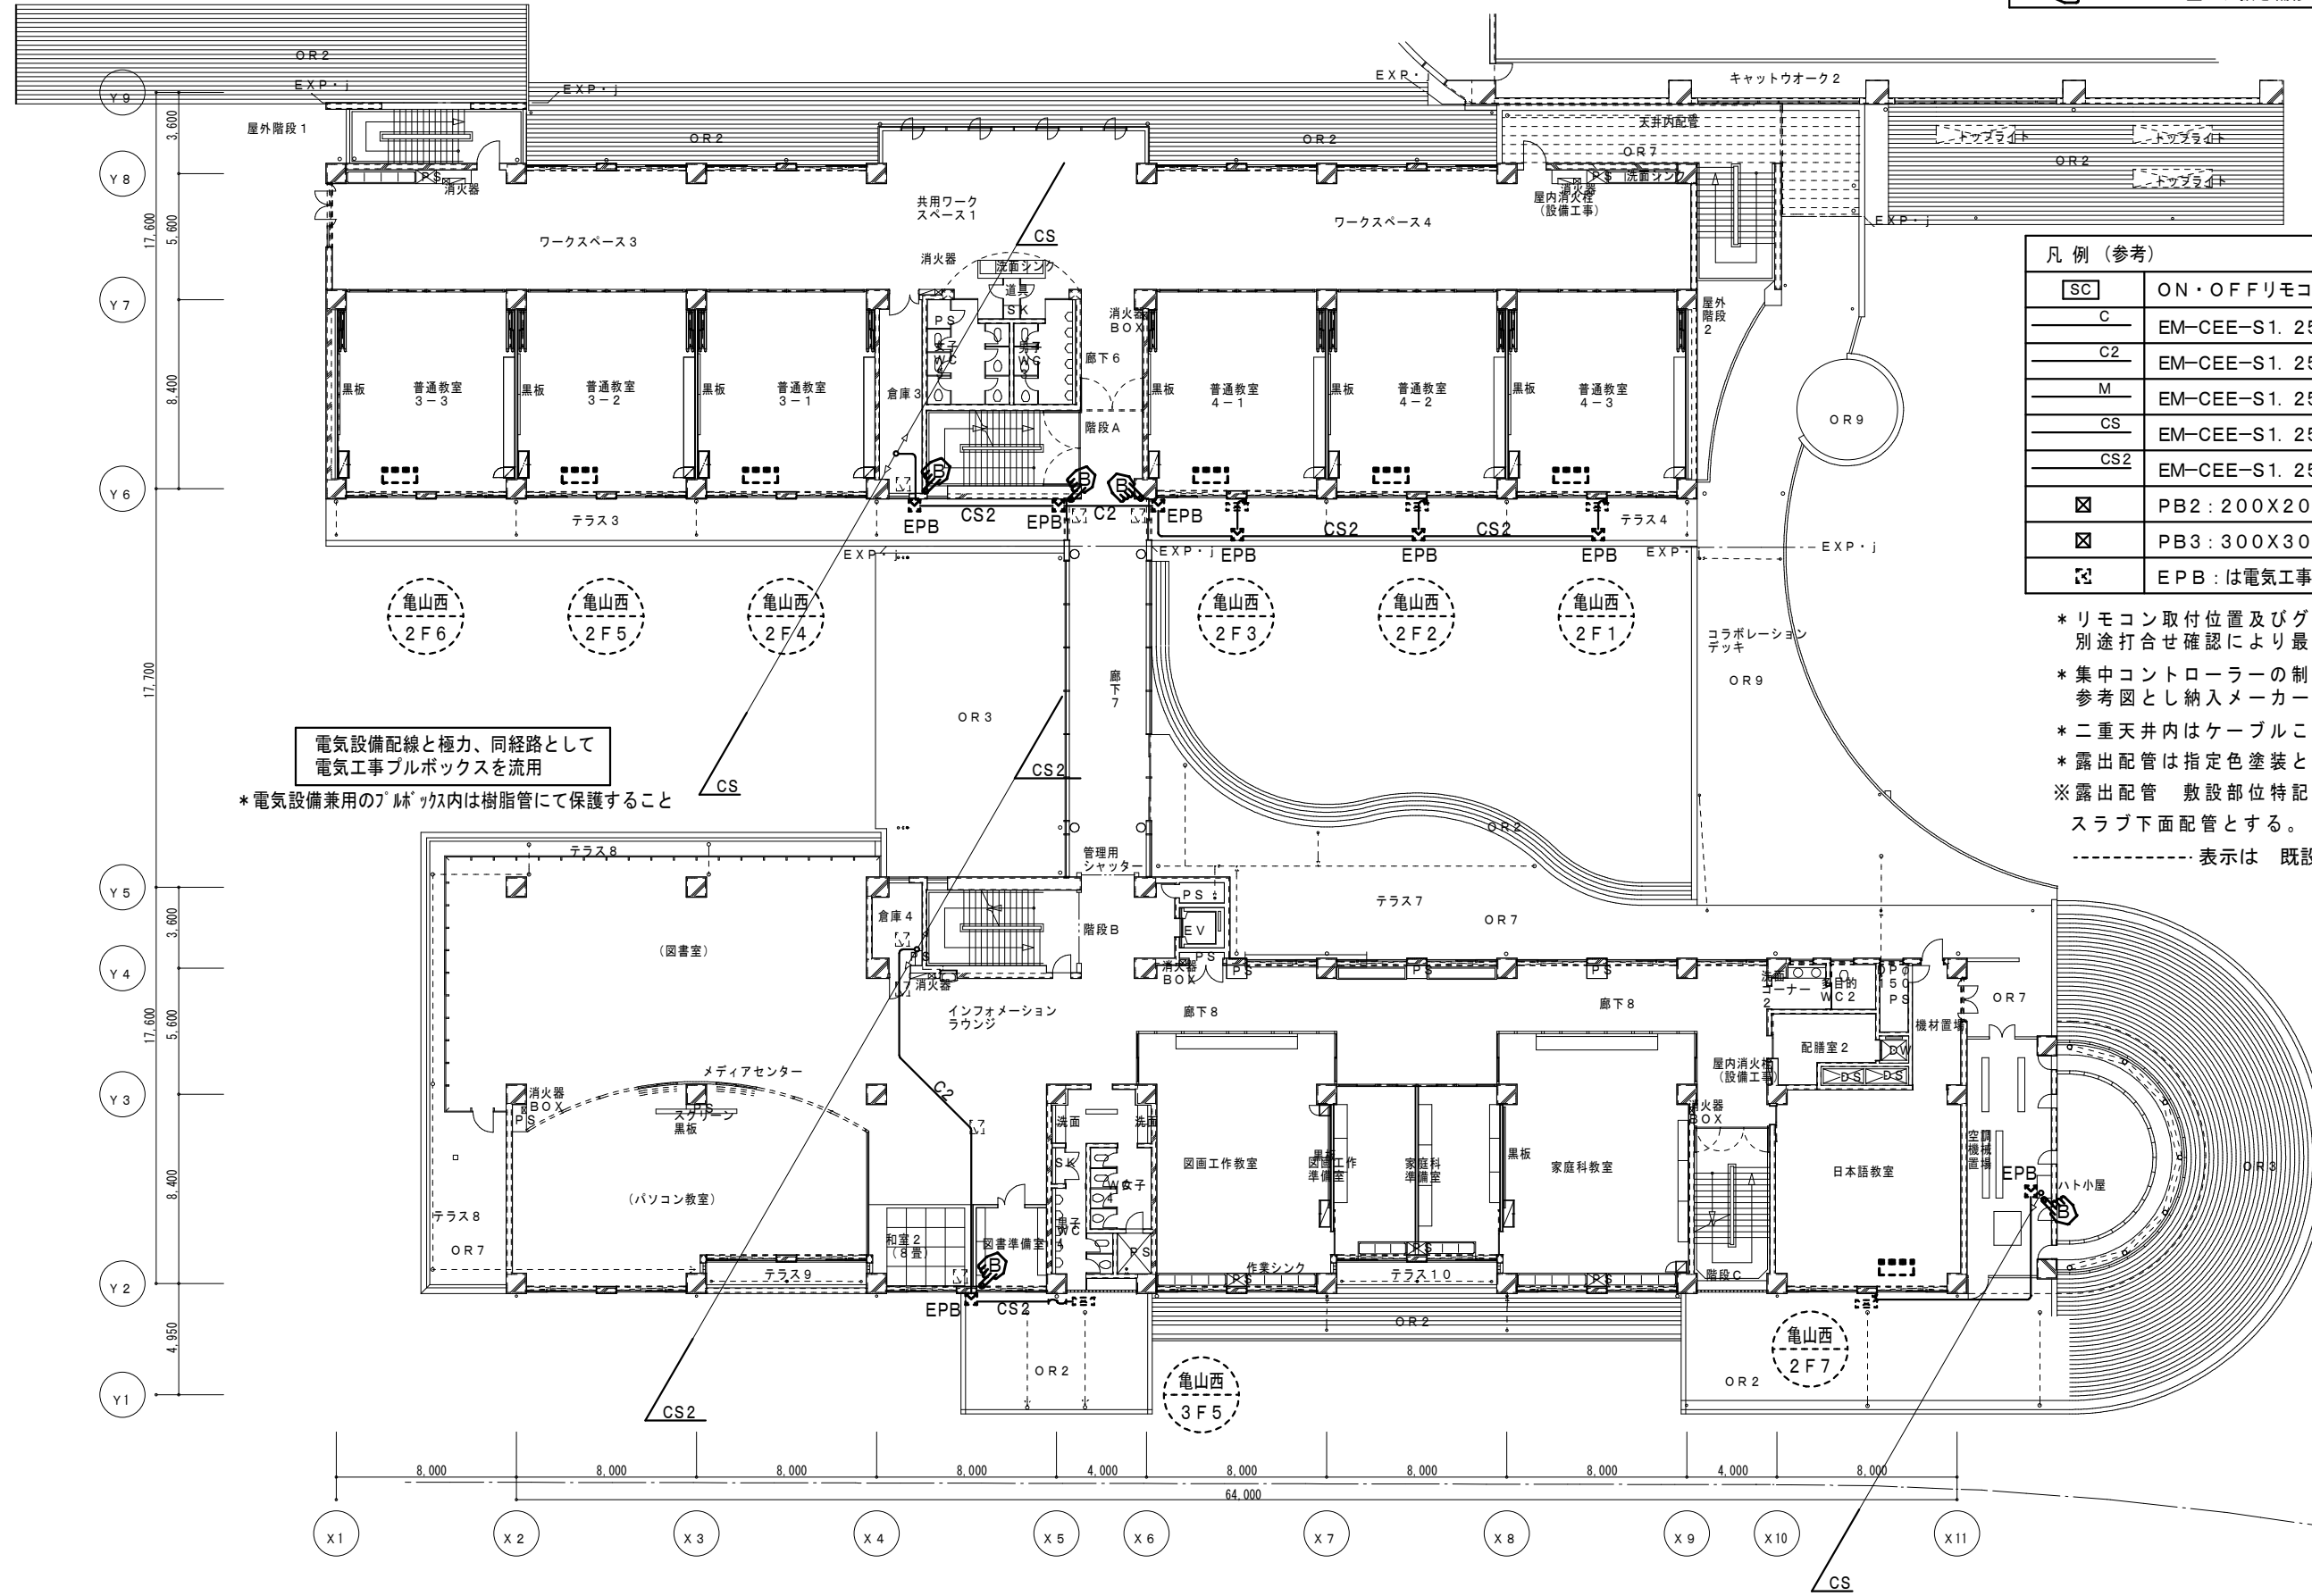 OR2
EXP・j
EXP・j
EXP・j
キャットウオーク2
Y9
屋外階段1
3,600
OR2
OR2
天井内配管
OR7
トップライト
トップライト
OR2
トップライト
Y8
PS
消火器
PS
洗面シンク
消火器
屋内消火栓
(設備工事)
共用ワーク
スペース1
ワークスペース3
ワークスペース4
17,600
5,600
CS
EXP・j
消火器
洗面シンク
道具
SK
Y7
PS
消火器
BOX
屋外
階段
2
女子
WC
男子
WC
廊下6
8,400
黒板
普通教室
3-3
黒板
普通教室
3-2
黒板
普通教室
3-1
倉庫3
階段A
黒板
普通教室
4-1
黒板
普通教室
4-2
黒板
普通教室
4-3
OR9
Y6
B
B
B
テラス3
EPB
CS2
EPB
C2
EPB
CS2
CS2
テラス4
EXP・j
EXP・j
EPB
EPB
EPB
EXP・j
EXP・j
亀山西
2F6
亀山西
2F5
亀山西
2F4
亀山西
2F3
亀山西
2F2
亀山西
2F1
コラボレーション
デッキ
OR9
17,700
廊下7
OR3
電気設備配線と極力、同経路として
電気工事プルボックスを流用
*電気設備兼用のプルボックス内は樹脂管にて保護すること
CS
CS2
OR2
凡例(参考)
SC
ON・OFFリモコ
C
EM-CEE-S1.25
C2
EM-CEE-S1.25
M
EM-CEE-S1.25
CS
EM-CEE-S1.25
CS2
EM-CEE-S1.25
PB2:200X20
PB3:300X30
EPB:は電気工事
*リモコン取付位置及びグ
別途打合せ確認により最
*集中コントローラーの制
参考図とし納入メーカー
*二重天井内はケーブルこ
*露出配管は指定色塗装と
※露出配管 敷設部位特記
スラブ下面配管とする。
------------表示は 既設
テラス8
管理用
シャッター
Y5
3,600
倉庫4
階段B
PS
EV
PS
テラス7
OR7
(図書室)
Y4
PS
消火器
消火器
BOX
PS
PS
PS
洗面
コーナー
2
多目的
WC2
DPφ
150
PS
OR7
17,600
5,600
インフォメーション
ラウンジ
廊下8
廊下8
機材置場
配膳室2
DW
DS
DS
屋内消火栓
(設備工事)
メディアセンター
C2
Y3
消火器
BOX
PS
PS
スクリーン
黒板
洗面
洗面
消火器
BOX
SK
図画工作教室
黒板
図画工作
準備室
家庭科
準備室
黒板
家庭科教室
日本語教室
空調
機械
置場
EPB
ハト小屋
OR3
B
8,400
(パソコン教室)
女子
WC
4
男子
WC
4
テラス8
OR7
和室2
(8畳)
図書準備室
PS
PS
作業シンク
階段C
Y2
テラス9
B
PS
テラス10
PS
EPB
CS2
4,950
OR2
OR2
亀山西
2F7
OR2
亀山西
3F5
Y1
CS2
8,000
8,000
8,000
8,000
4,000
8,000
8,000
8,000
4,000
8,000
64,000
X1
X2
X3
X4
X5
X6
X7
X8
X9
X10
X11
CS